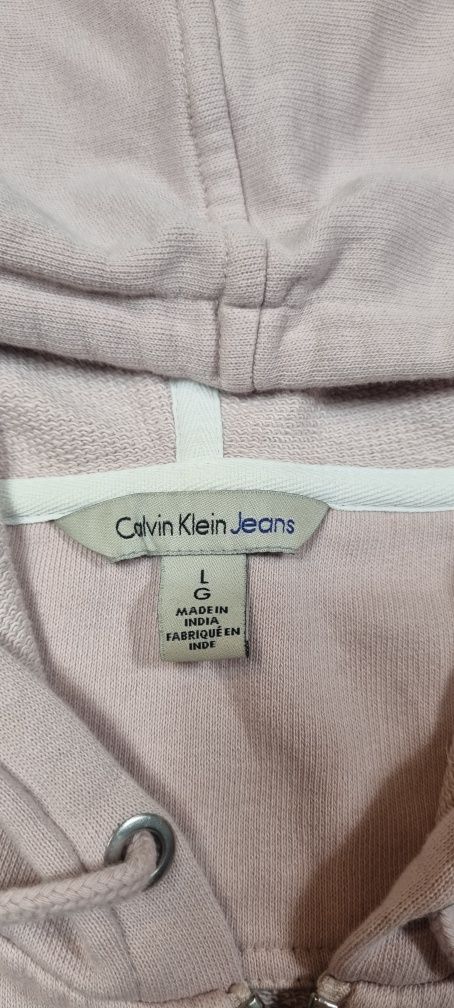 Calvin Klein Jeans
L
G
MADE IN
INDIA
FABRIQUÉ EN
INDE